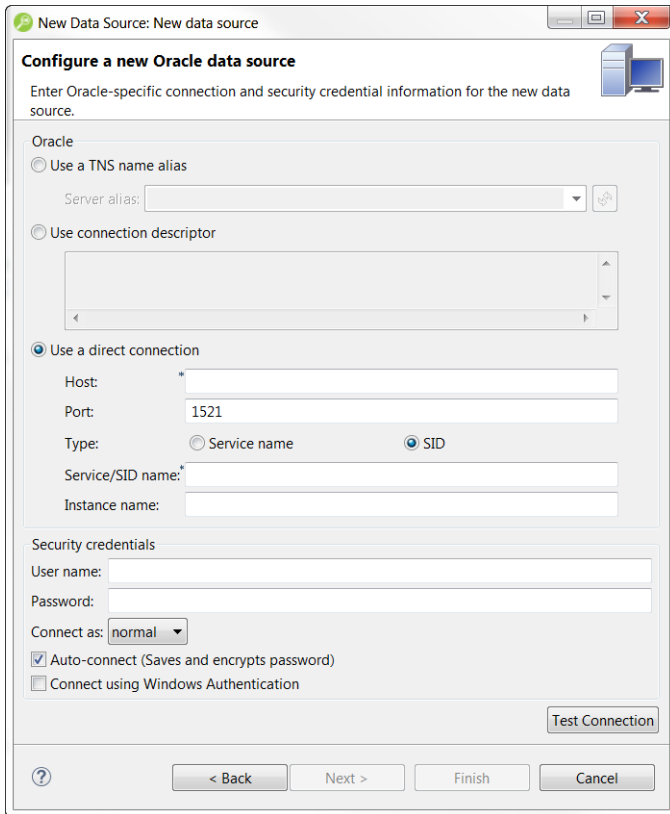 New Data Source: New data source
Configure a new Oracle data source
Enter Oracle-specific connection and security credential information for the new data
source.
Oracle
Use a TNS name alias
Server alias:
Use connection descriptor
Use a direct connection
Host: *
Port: 1521
Type: Service name SID
Service/SID name:*
Instance name:
Security credentials
User name:
Password:
Connect as: normal
Auto-connect (Saves and encrypts password)
Connect using Windows Authentication
Test Connection
? < Back Next > Finish Cancel